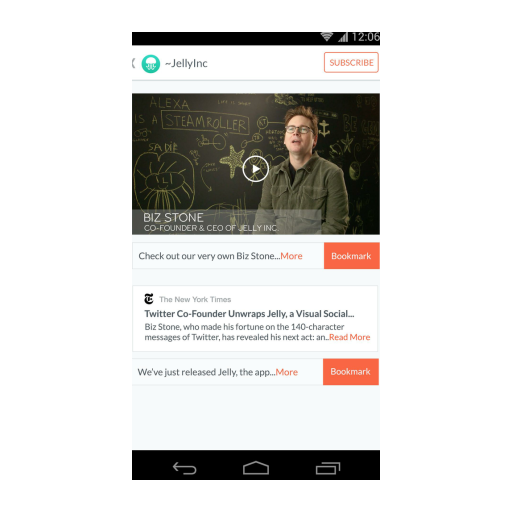 12:06
~JellyInc
SUBSCRIBE
ALEXA
IS A STEAMROLLER
SADIE
BIZ STONE
CO-FOUNDER & CEO OF JELLY INC
Check out our very own Biz Stone...More
Bookmark
The New York Times
Twitter Co-Founder Unwraps Jelly, a Visual Social...
Biz Stone, who made his fortune on the 140-character
messages of Twitter, has revealed his next act: an..Read More
We've just released Jelly, the app...More
Bookmark